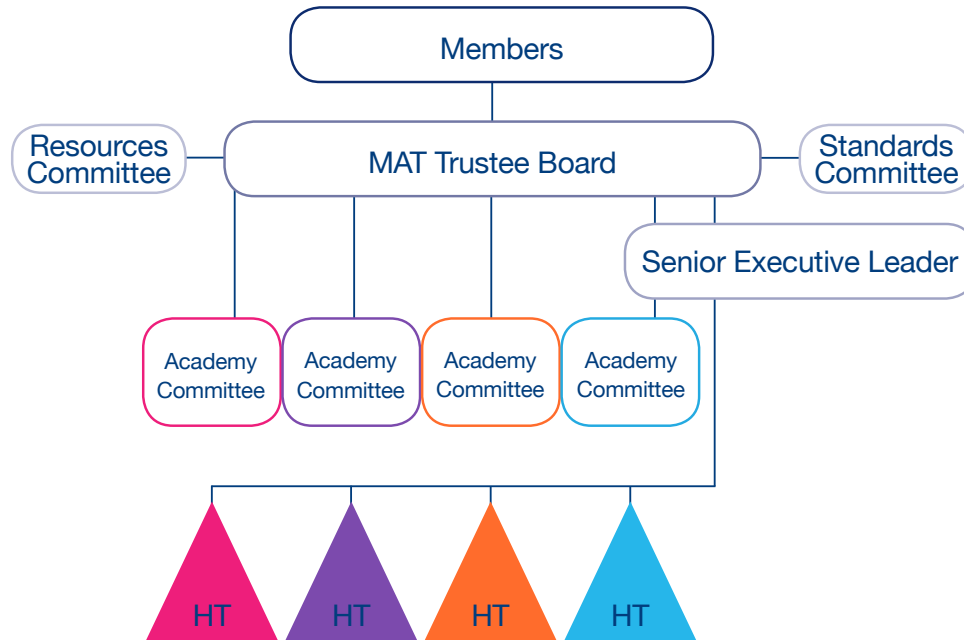 Members
Resources
Committee
MAT Trustee Board
Standards
Committee
Senior Executive Leader
Academy
Committee
Academy
Committee
Academy
Committee
Academy
Committee
HT
HT
HT
HT